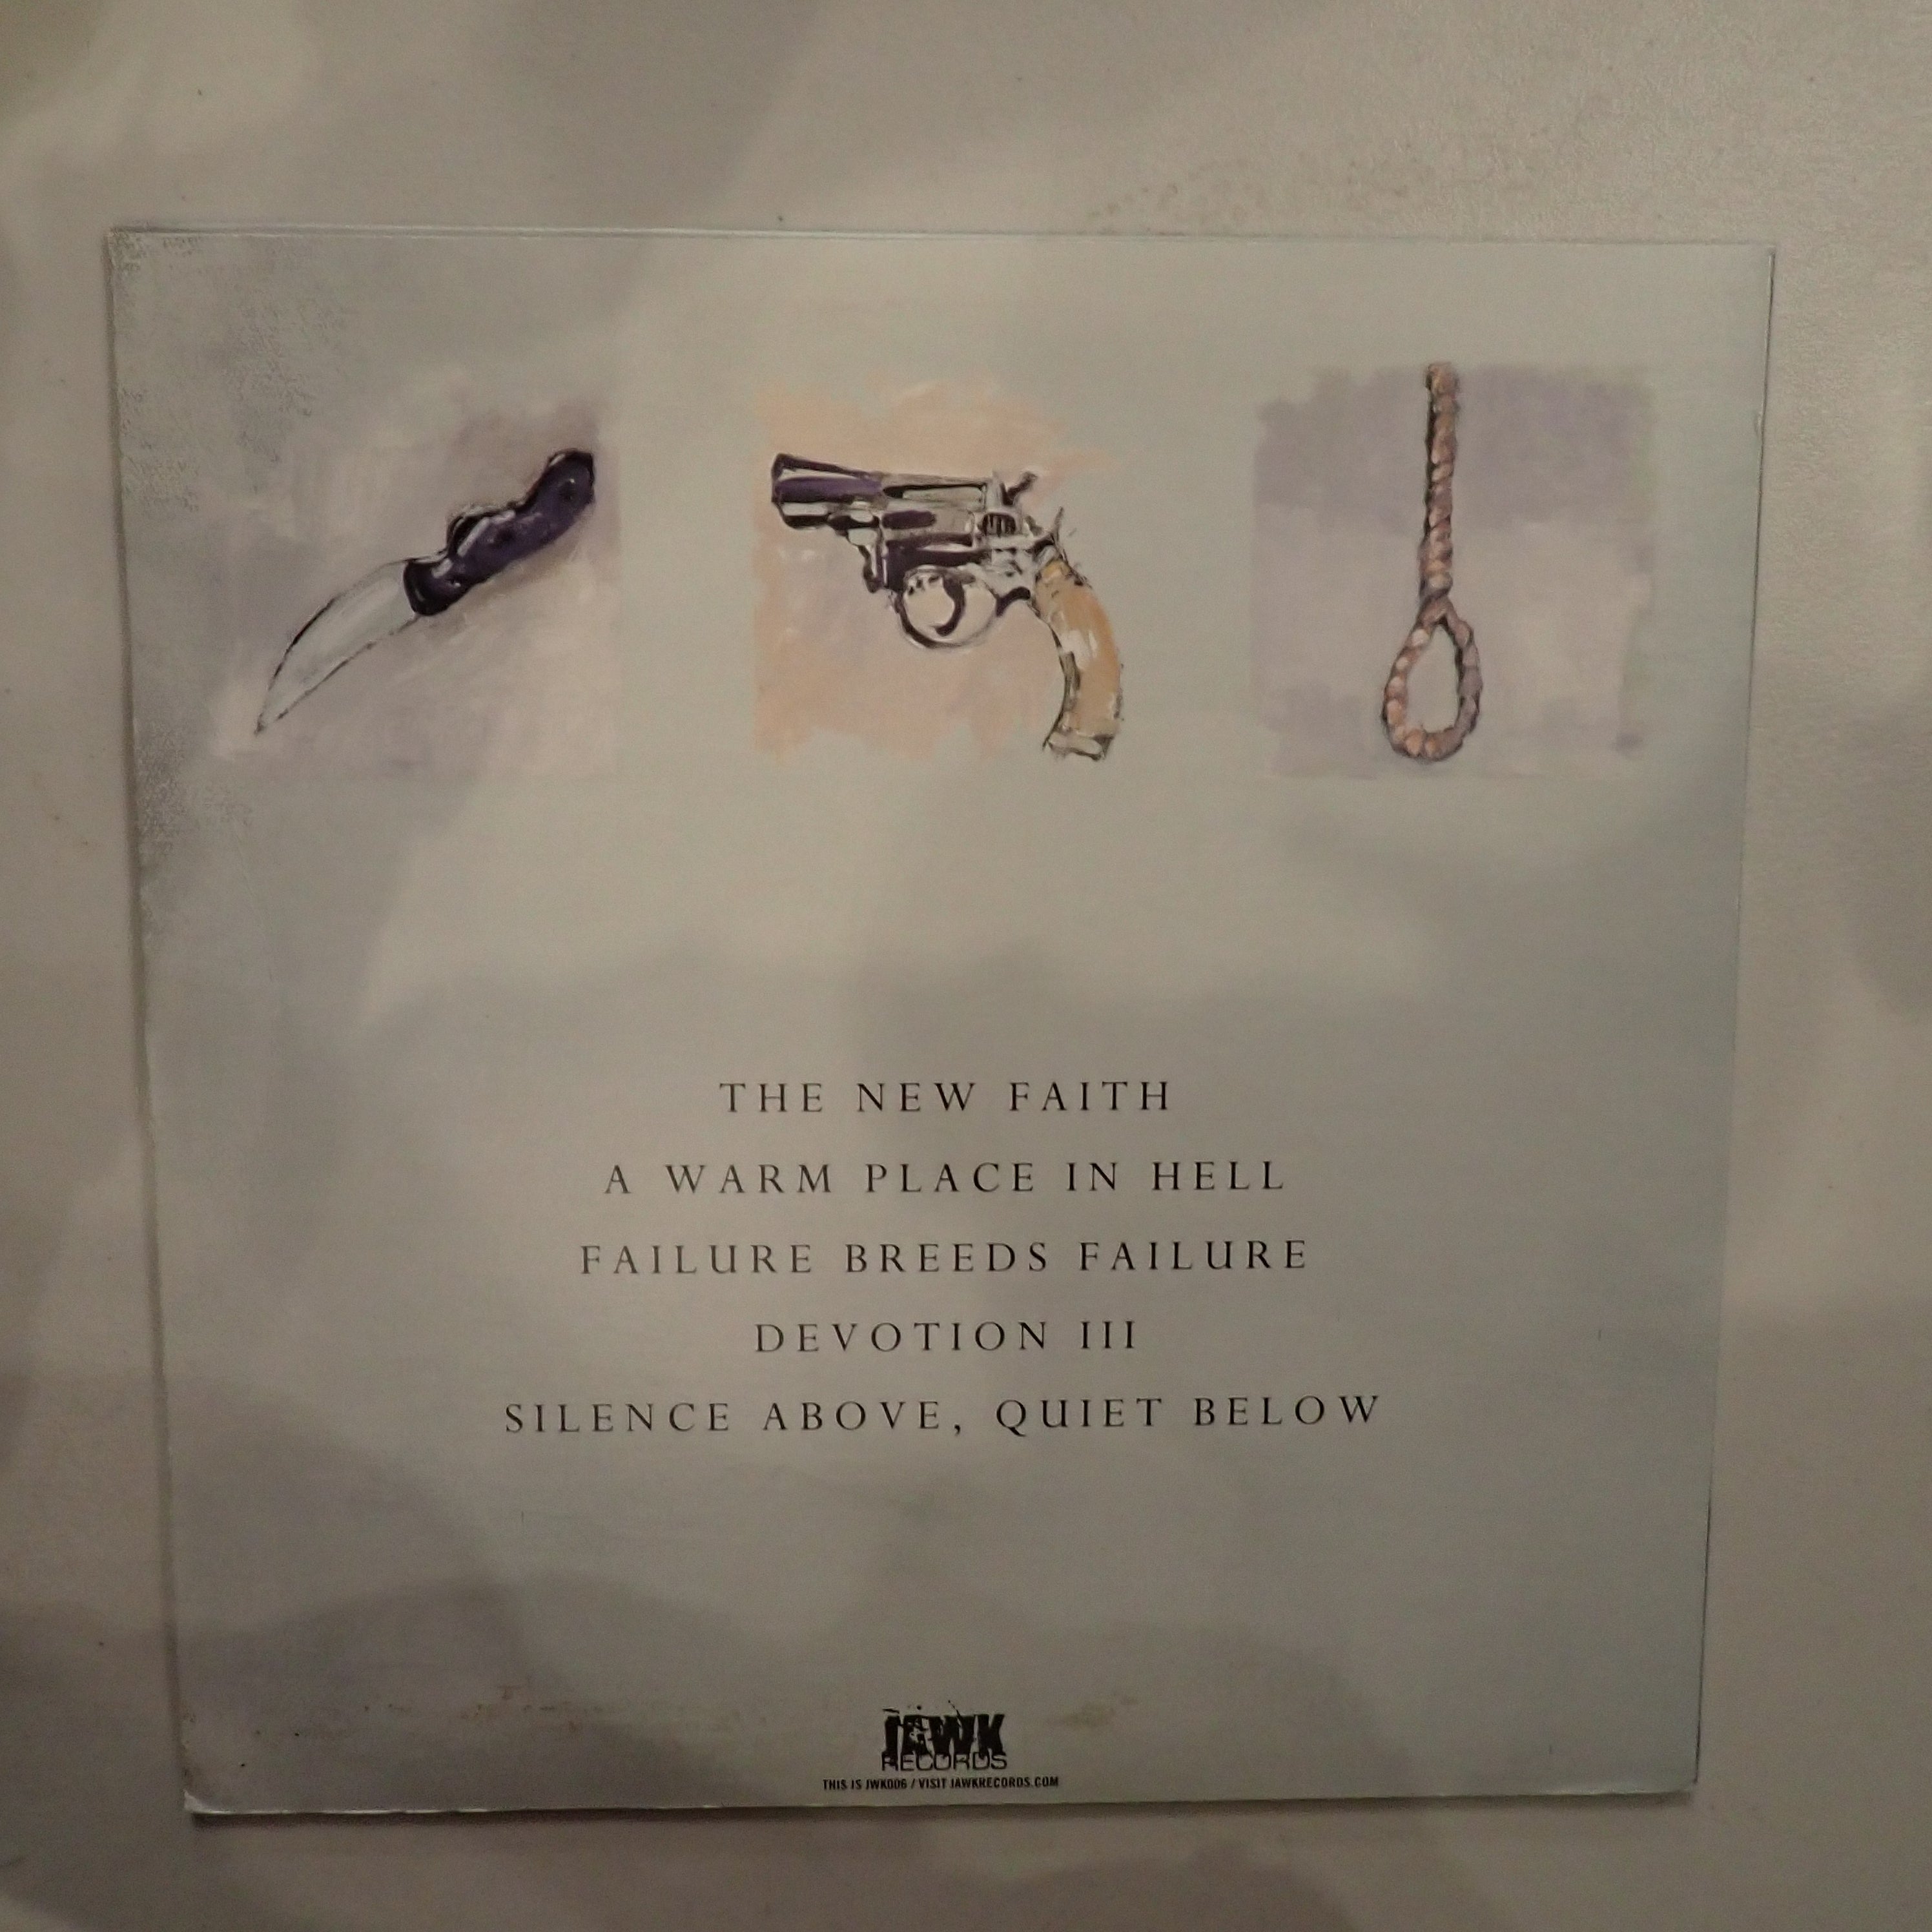 THE NEW FAITH
A WARM PLACE IN HELL
FAILURE BREEDS FAILURE
DEVOTION III
SILENCE ABOVE, QUIET BELOW
JAWK
RECORDS
THIS IS JWK006 / VISIT JAWKRECORDS.COM